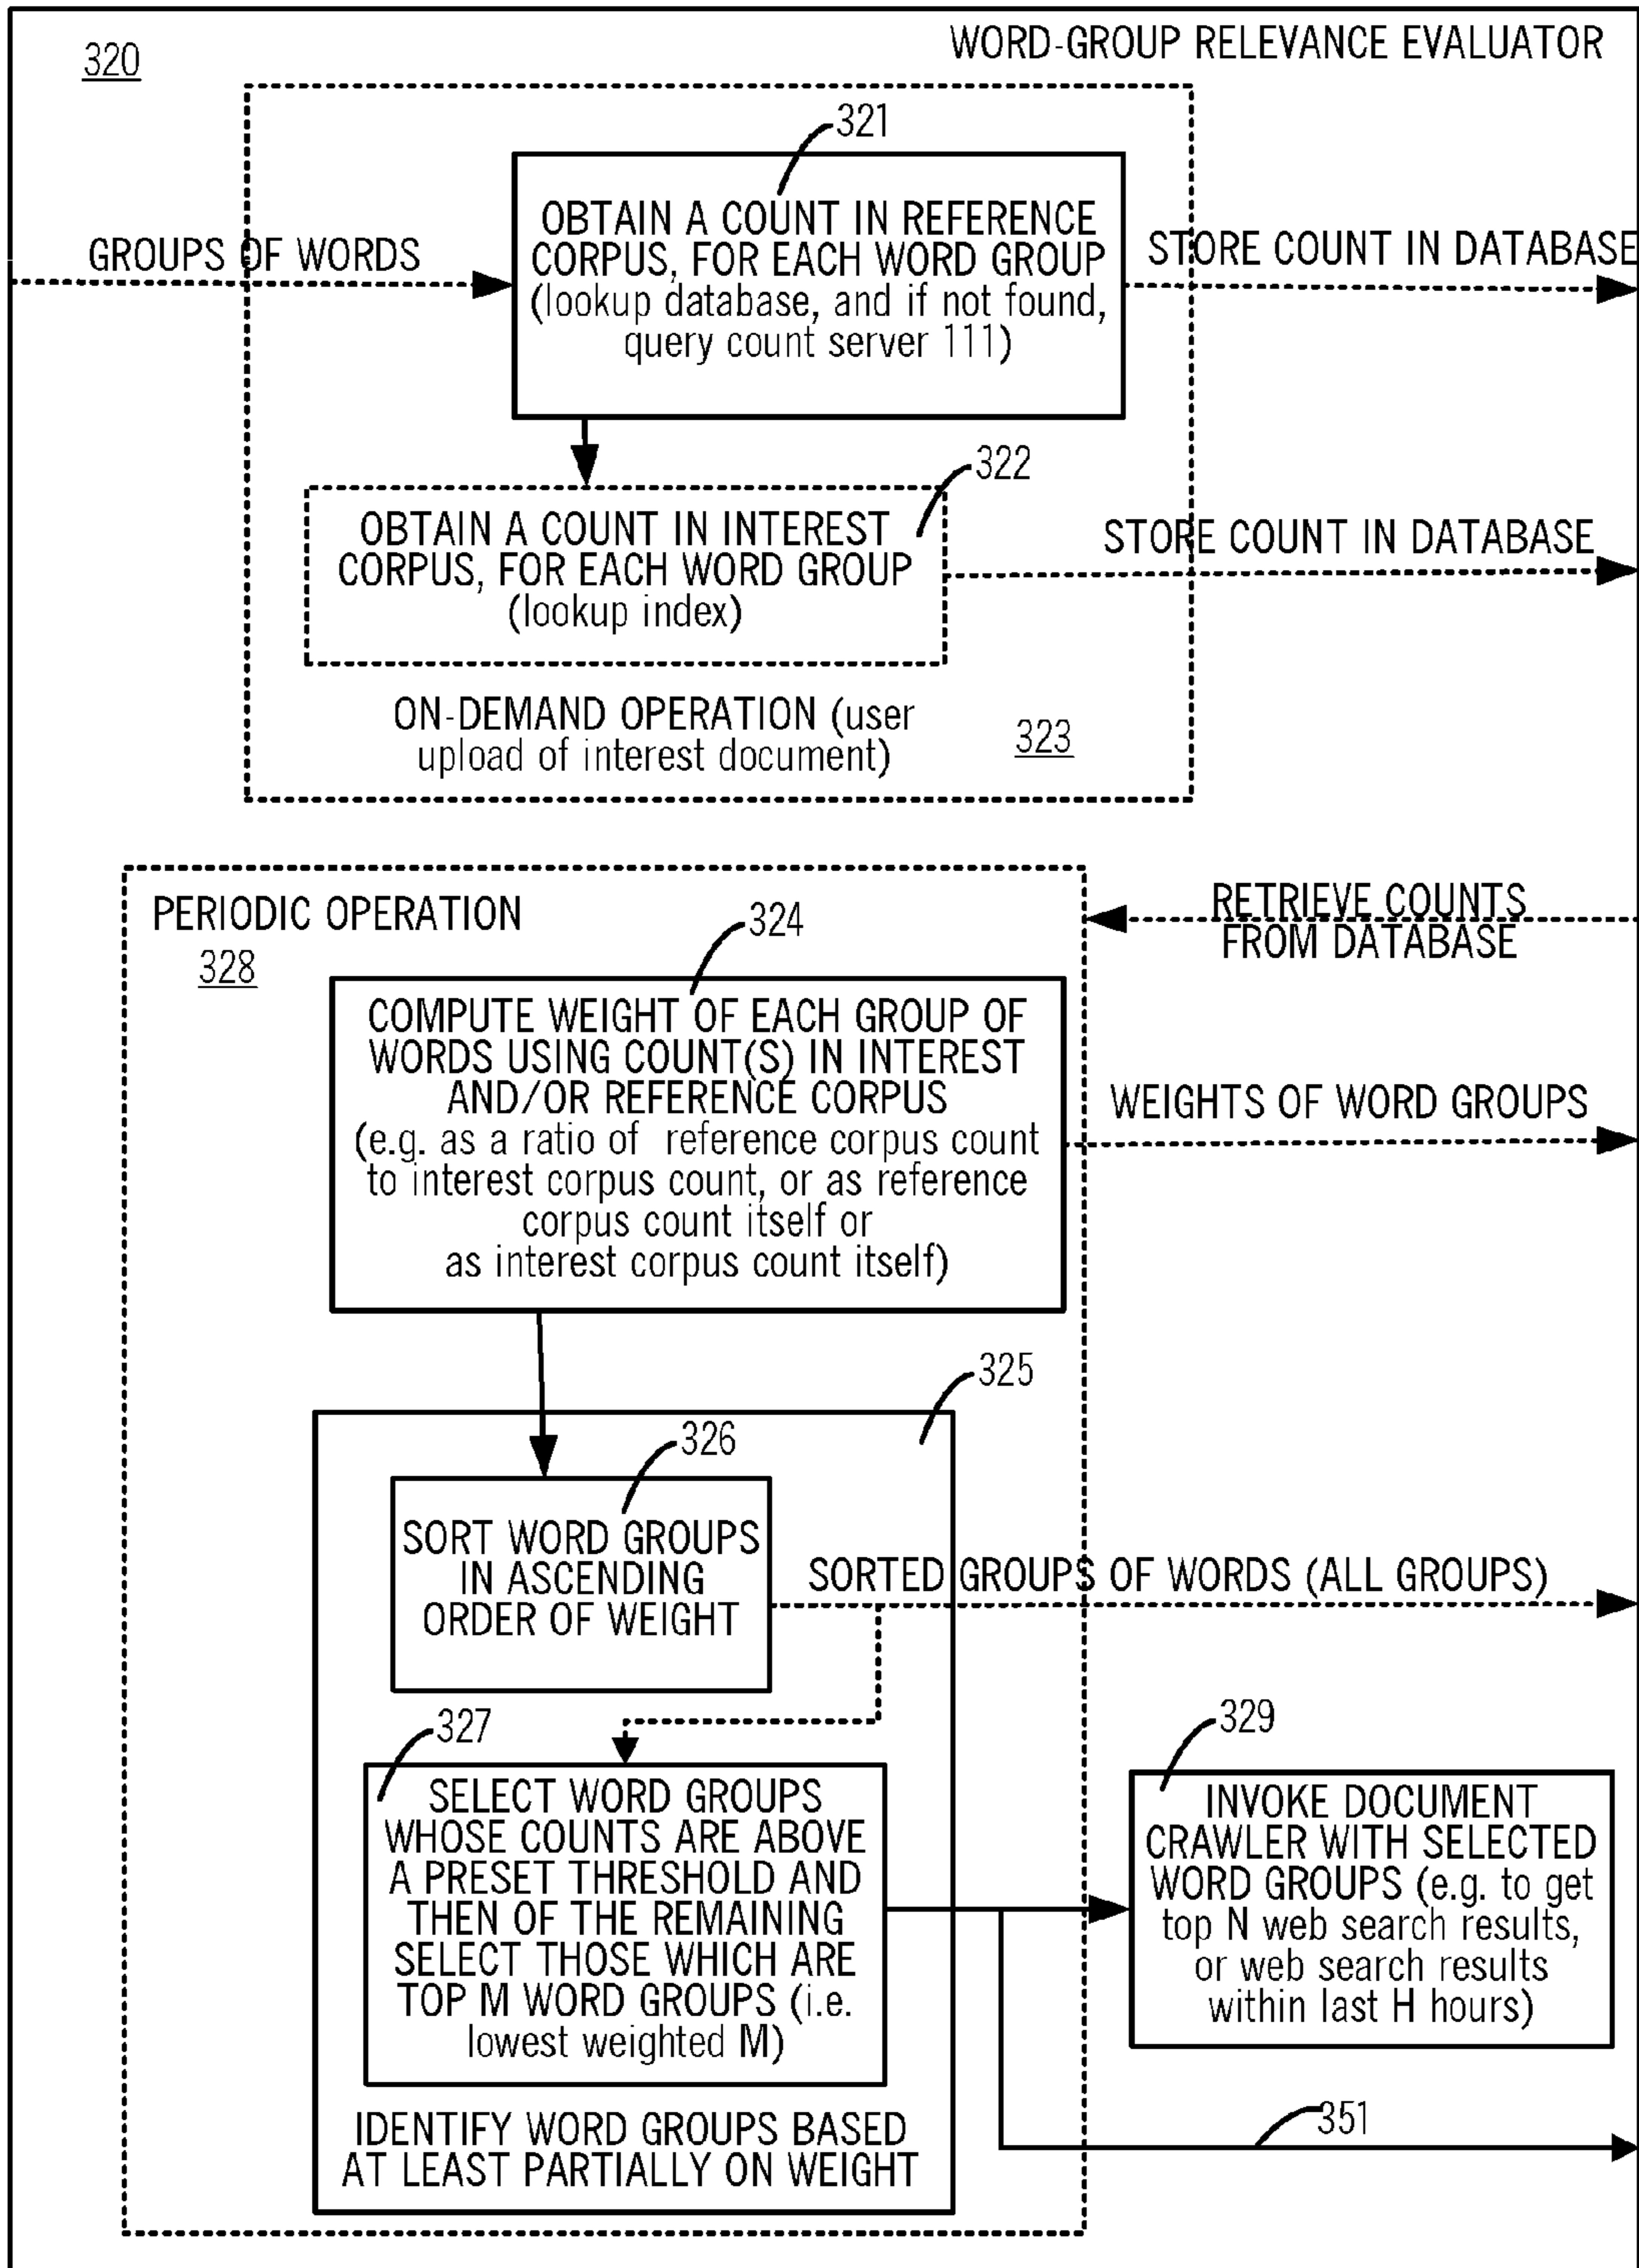 320
WORD-GROUP RELEVANCE EVALUATOR
321
OBTAIN A COUNT IN REFERENCE
CORPUS, FOR EACH WORD GROUP
(lookup database, and if not found,
query count server 111)
GROUPS OF WORDS
STORE COUNT IN DATABASE
322
OBTAIN A COUNT IN INTEREST
CORPUS, FOR EACH WORD GROUP
(lookup index)
STORE COUNT IN DATABASE
ON-DEMAND OPERATION (user
upload of interest document)
323
PERIODIC OPERATION
328
RETRIEVE COUNTS
FROM DATABASE
324
COMPUTE WEIGHT OF EACH GROUP OF
WORDS USING COUNT(S) IN INTEREST
AND/OR REFERENCE CORPUS
(e.g. as a ratio of reference corpus count
to interest corpus count, or as reference
corpus count itself or
as interest corpus count itself)
WEIGHTS OF WORD GROUPS
325
326
SORT WORD GROUPS
IN ASCENDING
ORDER OF WEIGHT
SORTED GROUPS OF WORDS (ALL GROUPS)
327
SELECT WORD GROUPS
WHOSE COUNTS ARE ABOVE
A PRESET THRESHOLD AND
THEN OF THE REMAINING
SELECT THOSE WHICH ARE
TOP M WORD GROUPS (i.e.
lowest weighted M)
329
INVOKE DOCUMENT
CRAWLER WITH SELECTED
WORD GROUPS (e.g. to get
top N web search results,
or web search results
within last H hours)
351
IDENTIFY WORD GROUPS BASED
AT LEAST PARTIALLY ON WEIGHT